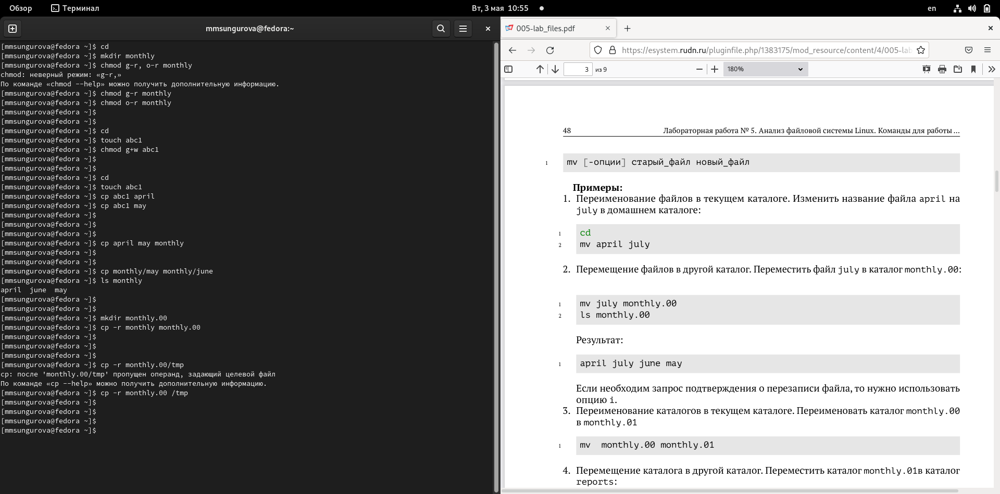 Обзор
Терминал
Вт, 3 мая 10:55
en
mmsungurova@fedora:~
[mmsungurova@fedora ~]$ cd
[mmsungurova@fedora ~]$ mkdir monthly
[mmsungurova@fedora ~]$ chmod g-r, o-r monthly
chmod: неверный режим: «g-r,»
По команде «chmod --help» можно получить дополнительную информацию.
[mmsungurova@fedora ~]$ chmod g-r monthly
[mmsungurova@fedora ~]$ chmod o-r monthly
[mmsungurova@fedora ~]$
[mmsungurova@fedora ~]$
[mmsungurova@fedora ~]$ cd
[mmsungurova@fedora ~]$ touch abc1
[mmsungurova@fedora ~]$ chmod g+w abc1
[mmsungurova@fedora ~]$
[mmsungurova@fedora ~]$
[mmsungurova@fedora ~]$ cd
[mmsungurova@fedora ~]$ touch abc1
[mmsungurova@fedora ~]$ cp abc1 april
[mmsungurova@fedora ~]$ cp abc1 may
[mmsungurova@fedora ~]$
[mmsungurova@fedora ~]$
[mmsungurova@fedora ~]$
[mmsungurova@fedora ~]$ cp april may monthly
[mmsungurova@fedora ~]$
[mmsungurova@fedora ~]$
[mmsungurova@fedora ~]$ cp monthly/may monthly/june
[mmsungurova@fedora ~]$ ls monthly
april  june  may
[mmsungurova@fedora ~]$
[mmsungurova@fedora ~]$
[mmsungurova@fedora ~]$ mkdir monthly.00
[mmsungurova@fedora ~]$ cp -r monthly monthly.00
[mmsungurova@fedora ~]$
[mmsungurova@fedora ~]$
[mmsungurova@fedora ~]$
[mmsungurova@fedora ~]$ cp -r monthly.00/tmp
cp: после 'monthly.00/tmp' пропущен операнд, задающий целевой файл
По команде «cp --help» можно получить дополнительную информацию.
[mmsungurova@fedora ~]$ cp -r monthly.00 /tmp
[mmsungurova@fedora ~]$
[mmsungurova@fedora ~]$
[mmsungurova@fedora ~]$
[mmsungurova@fedora ~]$
005-lab_files.pdf
https://esystem.rudn.ru/pluginfile.php/1383175/mod_resource/content/4/005-lab
3 из 9
180%
48 Лабораторная работа № 5. Анализ файловой системы Linux. Команды для работы ...
1 mv [-опции] старый_файл новый_файл
Примеры:
1. Переименование файлов в текущем каталоге. Изменить название файла april на
july в домашнем каталоге:
1 cd
2 mv april july
2. Перемещение файлов в другой каталог. Переместить файл july в каталог monthly.00:
1 mv july monthly.00
2 ls monthly.00
Результат:
1 april july june may
Если необходим запрос подтверждения о перезаписи файла, то нужно использовать
опцию i.
3. Переименование каталогов в текущем каталоге. Переименовать каталог monthly.00
в monthly.01
1 mv  monthly.00 monthly.01
4. Перемещение каталога в другой каталог. Переместить каталог monthly.01в каталог
reports: